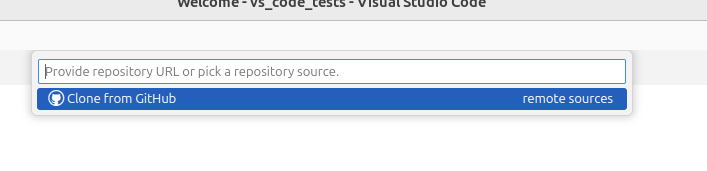 Welcome - vs_code_tests - Visual Studio Code
Provide repository URL or pick a repository source.
Clone from GitHub remote sources